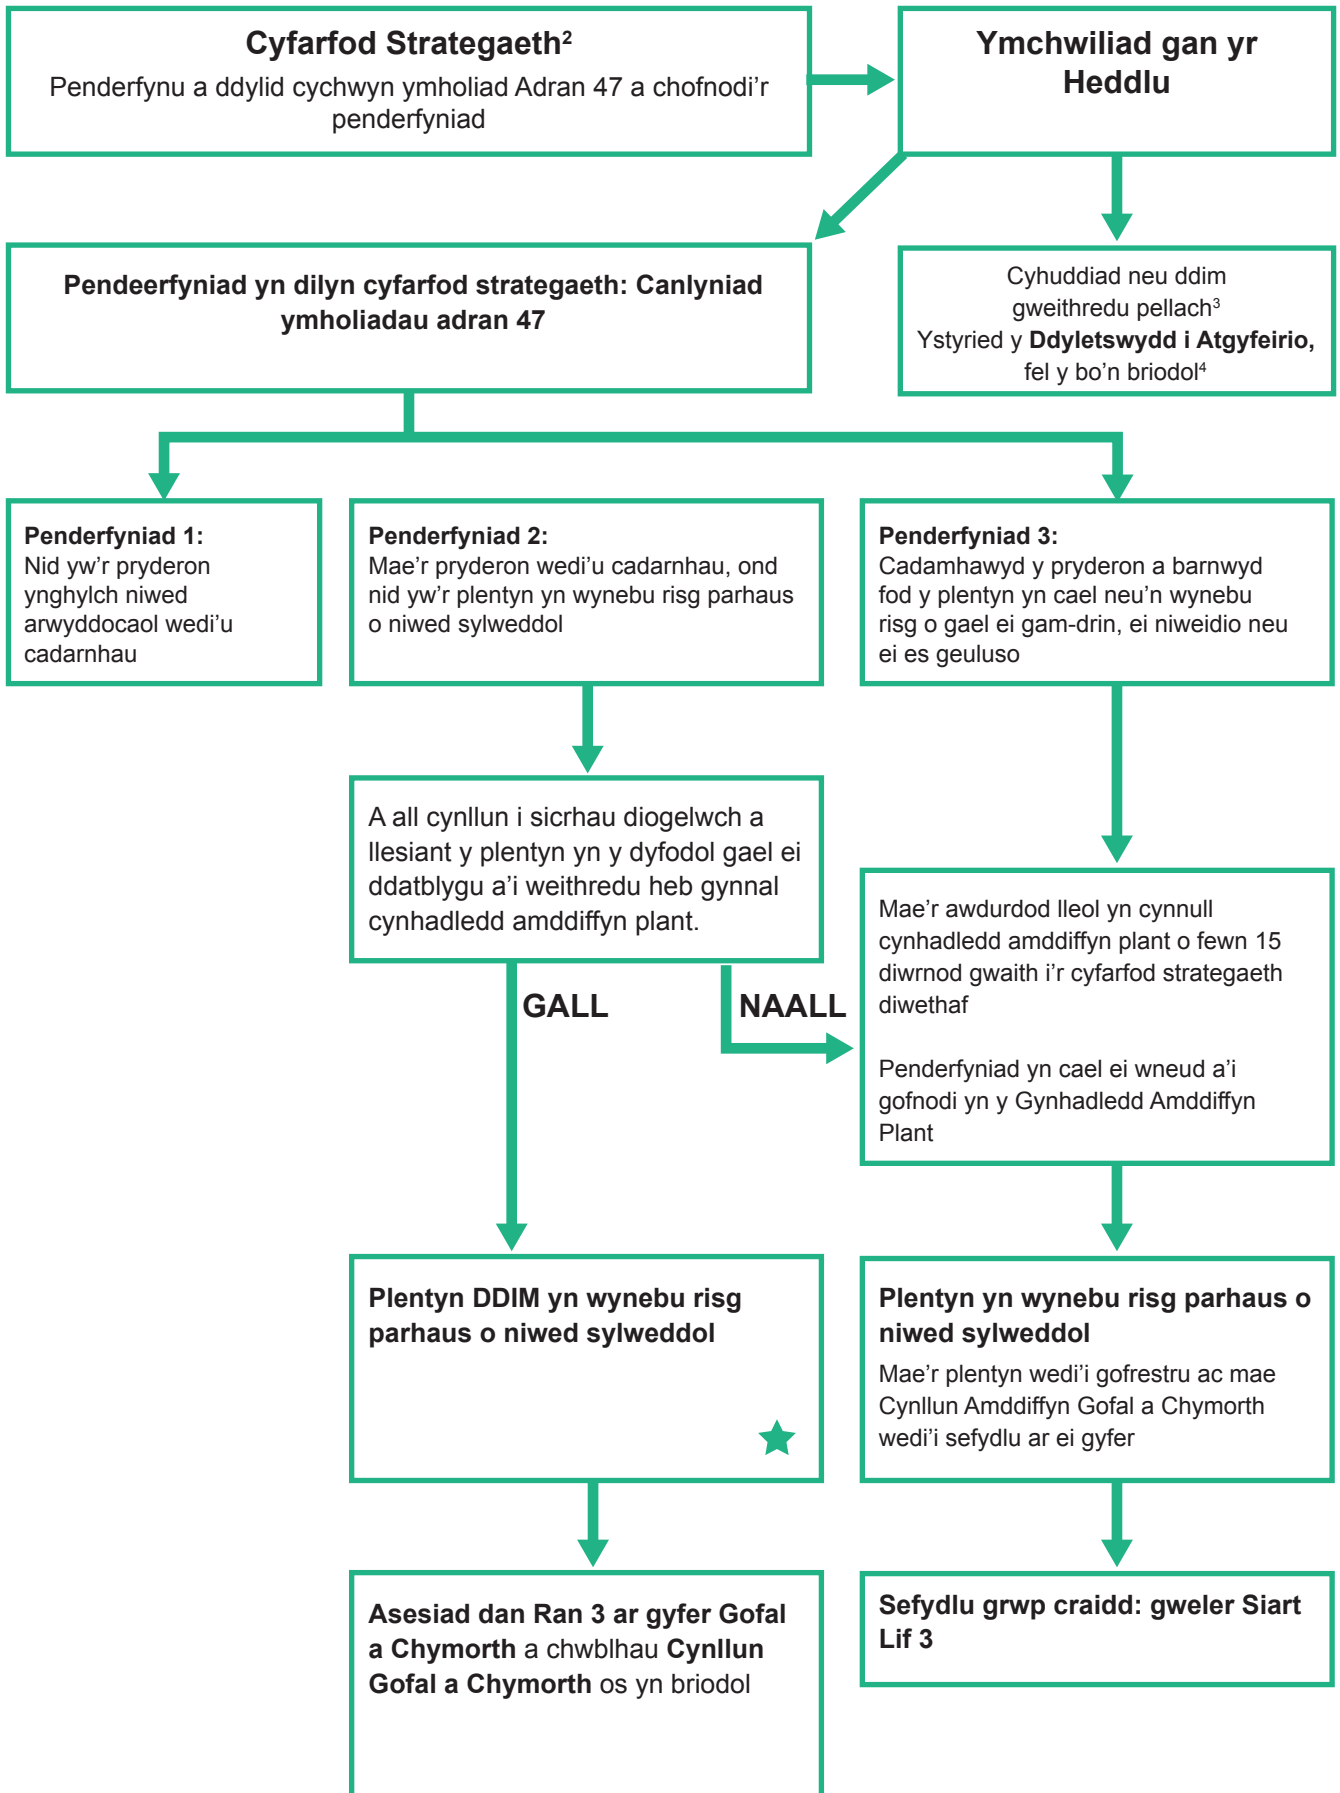 Cyfarfod Strategaeth²
Penderfynu a ddylid cychwyn ymholiad Adran 47 a chofnodi’r
penderfyniad
Ymchwiliad gan yr
Heddlu
Pendeerfyniad yn dilyn cyfarfod strategaeth: Canlyniad
ymholiadau adran 47
Cyhuddiad neu ddim
gweithredu pellach³
Ystyried y Ddyletswydd i Atgyfeirio,
fel y bo’n briodol⁴
Penderfyniad 1:
Nid yw’r pryderon
ynghylch niwed
arwyddocaol wedi’u
cadarnhau
Penderfyniad 2:
Mae’r pryderon wedi’u cadarnhau, ond
nid yw’r plentyn yn wynebu risg parhaus
o niwed sylweddol
Penderfyniad 3:
Cadamhawyd y pryderon a barnwyd
fod y plentyn yn cael neu’n wynebu
risg o gael ei gam-drin, ei niweidio neu
ei es geuluso
A all cynllun i sicrhau diogelwch a
llesiant y plentyn yn y dyfodol gael ei
ddatblygu a’i weithredu heb gynnal
cynhadledd amddiffyn plant.
GALL
NAALL
Mae’r awdurdod lleol yn cynnull
cynhadledd amddiffyn plant o fewn 15
diwrnod gwaith i’r cyfarfod strategaeth
diwethaf
Penderfyniad yn cael ei wneud a’i
gofnodi yn y Gynhadledd Amddiffyn
Plant
Plentyn DDIM yn wynebu risg
parhaus o niwed sylweddol
Plentyn yn wynebu risg parhaus o
niwed sylweddol
Mae’r plentyn wedi’i gofrestru ac mae
Cynllun Amddiffyn Gofal a Chymorth
wedi’i sefydlu ar ei gyfer
Asesiad dan Ran 3 ar gyfer Gofal
a Chymorth a chwblhau Cynllun
Gofal a Chymorth os yn briodol
Sefydlu grwp craidd: gweler Siart
Lif 3